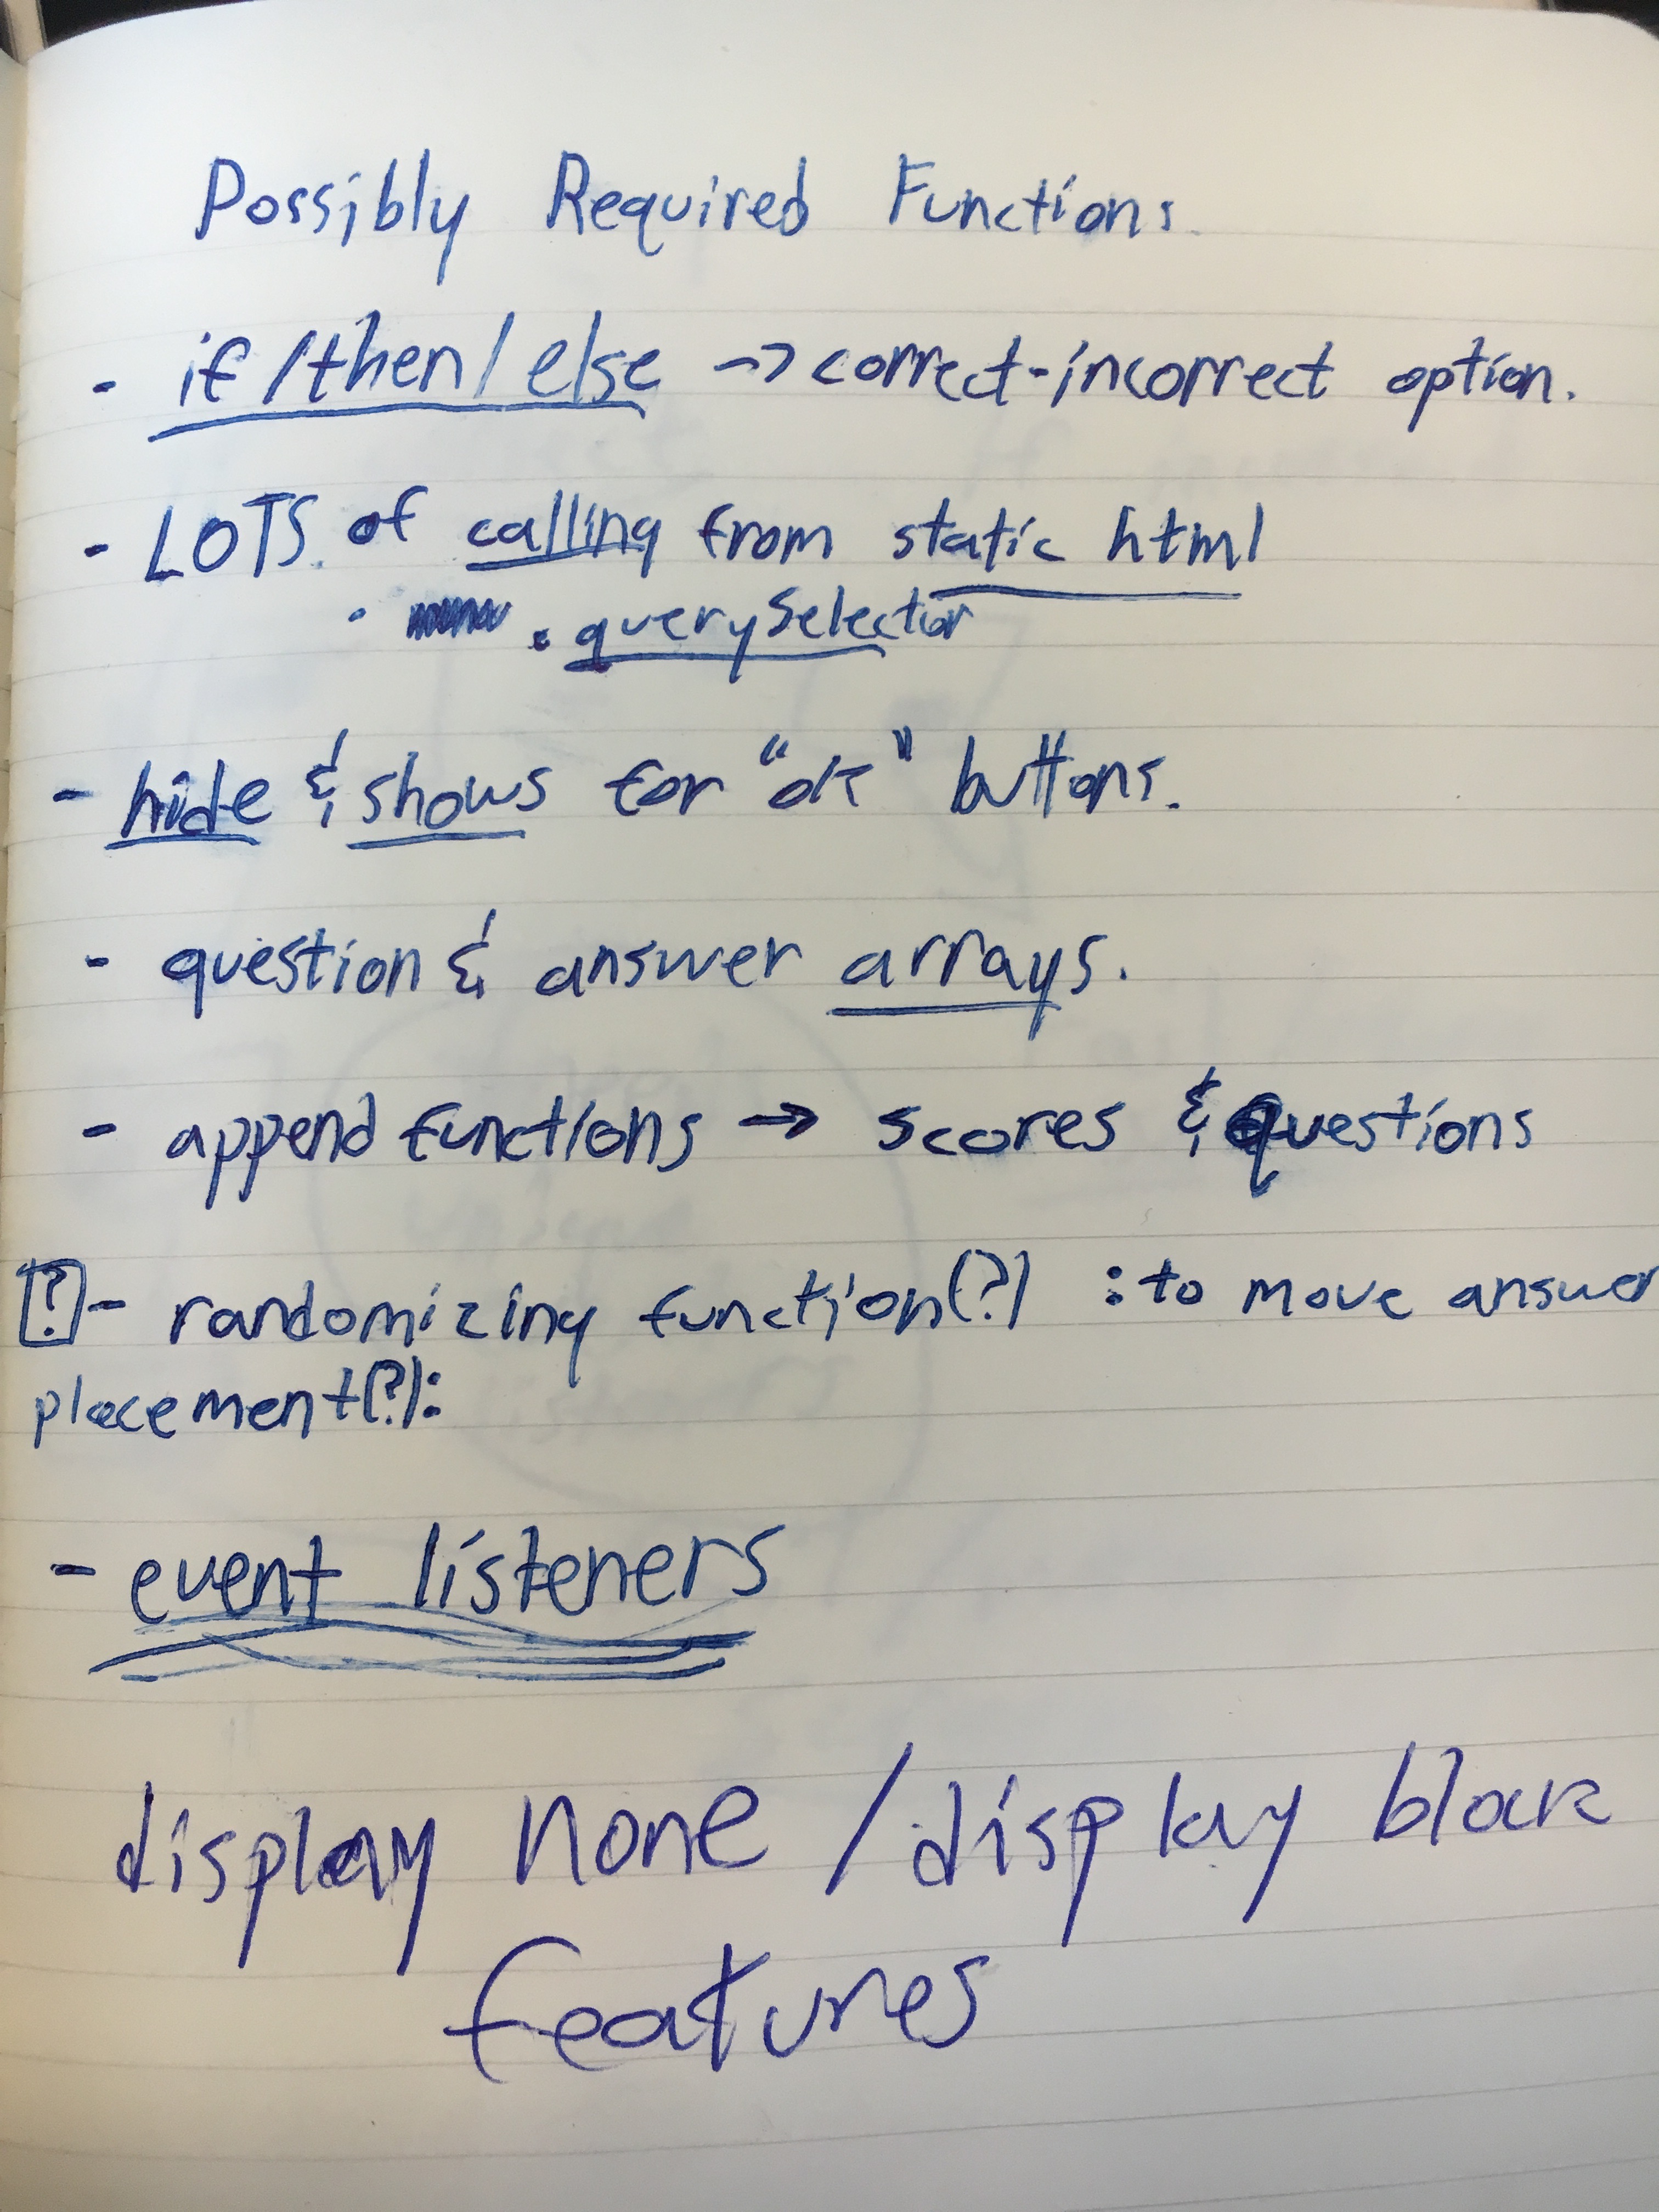 Possibly Required Functions.
- if/then/else → correct-incorrect option.
- LOTS. of calling from static html
• .querySelector
- hide & shows for "ok" buttons.
- question & answer arrays.
- append functions → scores & questions
[?]- randomizing function(?) : to move answer
placement(?):
- event listeners
display none / display block
features